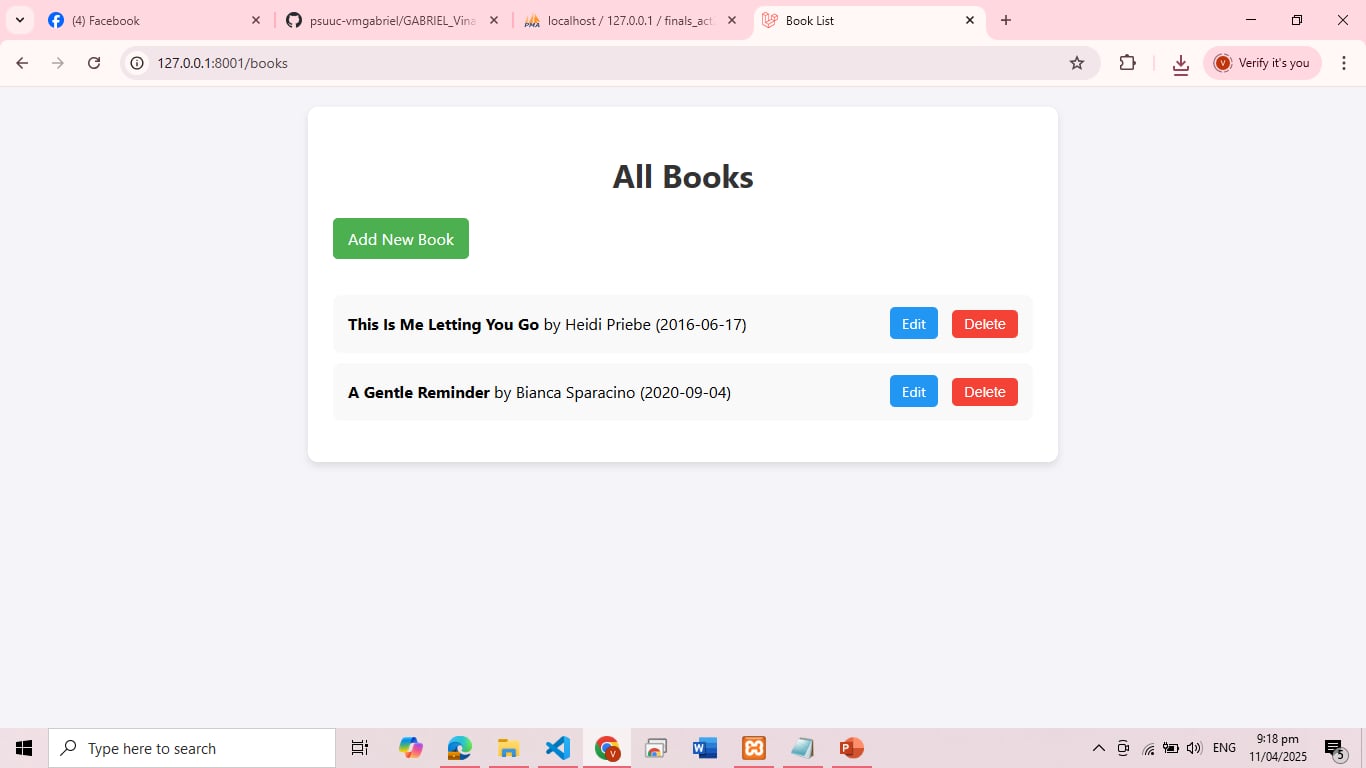 (4) Facebook
psuuc-vmgabriel/GABRIEL_Vina
PMA localhost / 127.0.0.1 / finals_act
Book List
127.0.0.1:8001/books
V Verify it's you
All Books
Add New Book
This Is Me Letting You Go by Heidi Priebe (2016-06-17) Edit Delete
A Gentle Reminder by Bianca Sparacino (2020-09-04) Edit Delete
Type here to search
ENG
9:18 pm
11/04/2025
5